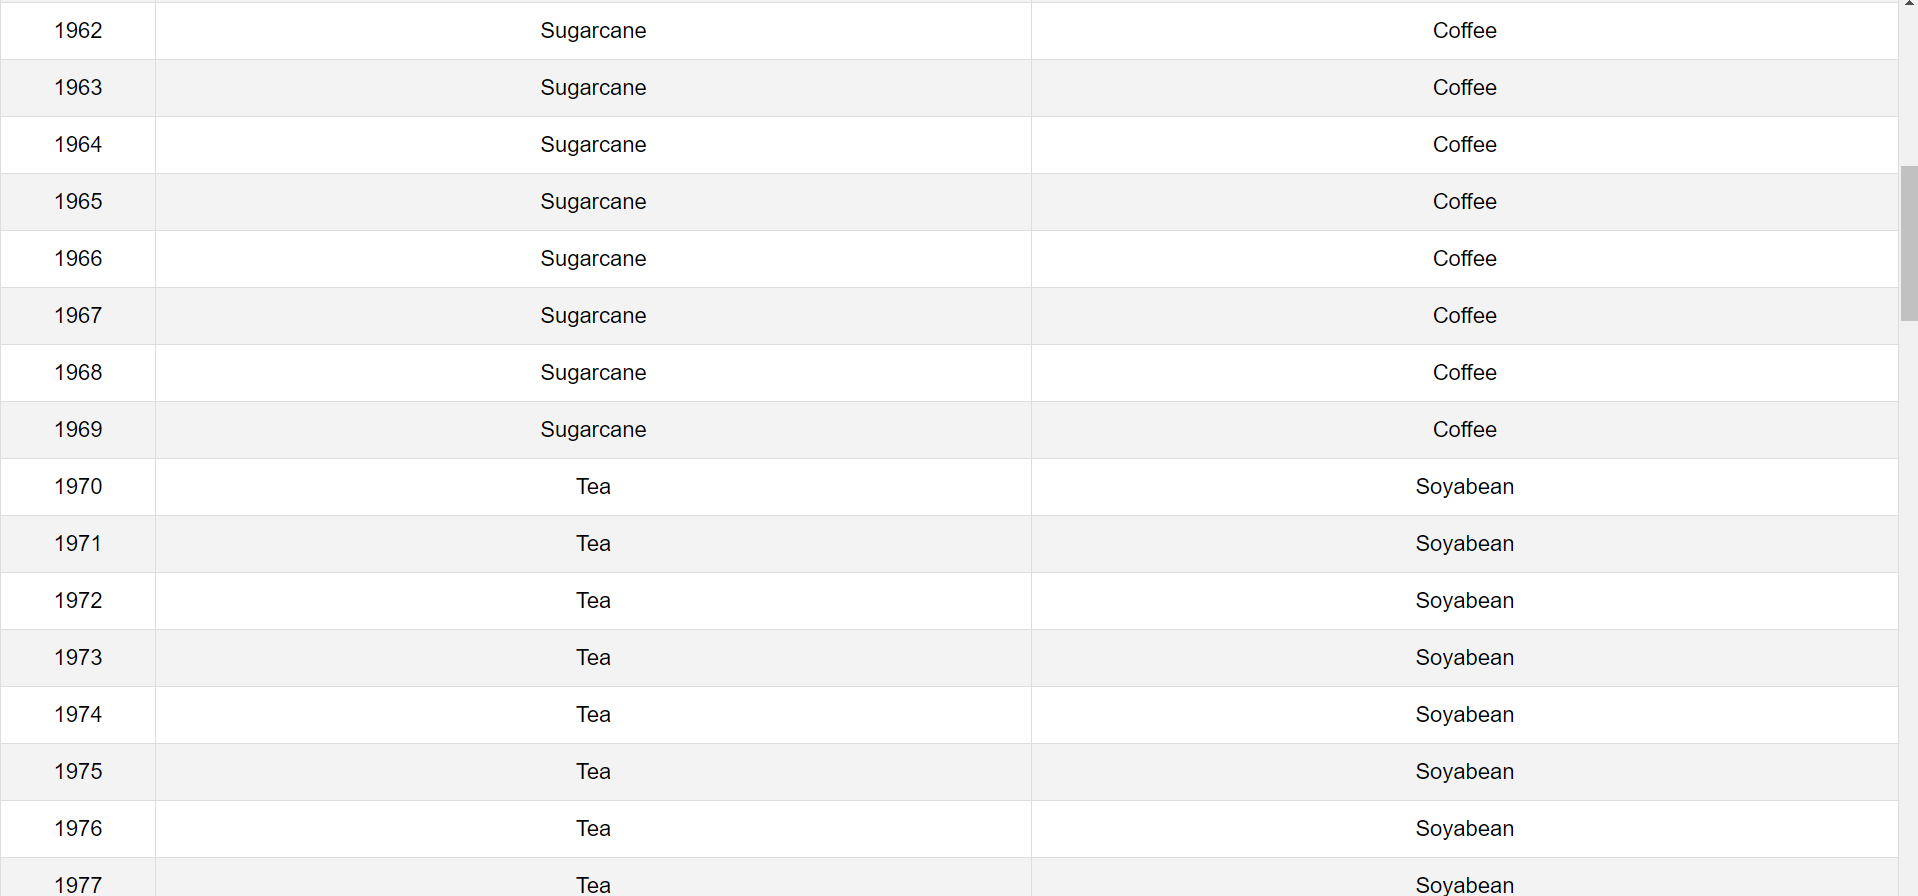 1962 Sugarcane Coffee
1963 Sugarcane Coffee
1964 Sugarcane Coffee
1965 Sugarcane Coffee
1966 Sugarcane Coffee
1967 Sugarcane Coffee
1968 Sugarcane Coffee
1969 Sugarcane Coffee
1970 Tea Soyabean
1971 Tea Soyabean
1972 Tea Soyabean
1973 Tea Soyabean
1974 Tea Soyabean
1975 Tea Soyabean
1976 Tea Soyabean
1977 Tea Soyabean